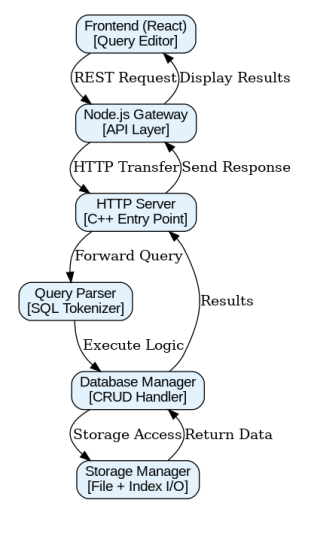 Frontend (React)
[Query Editor]
REST Request
Display Results
Node.js Gateway
[API Layer]
HTTP Transfer
Send Response
HTTP Server
[C++ Entry Point]
Forward Query
Query Parser
[SQL Tokenizer]
Results
Execute Logic
Database Manager
[CRUD Handler]
Storage Access
Return Data
Storage Manager
[File + Index I/O]